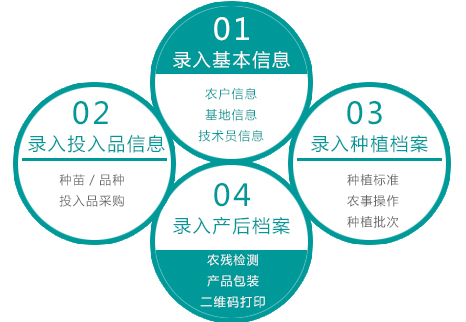 01
录入基本信息
农户信息
基地信息
技术员信息
02
录入投入品信息
种苗 / 品种
投入品采购
03
录入种植档案
种植标准
农事操作
种植批次
04
录入产后档案
农残检测
产品包装
二维码打印